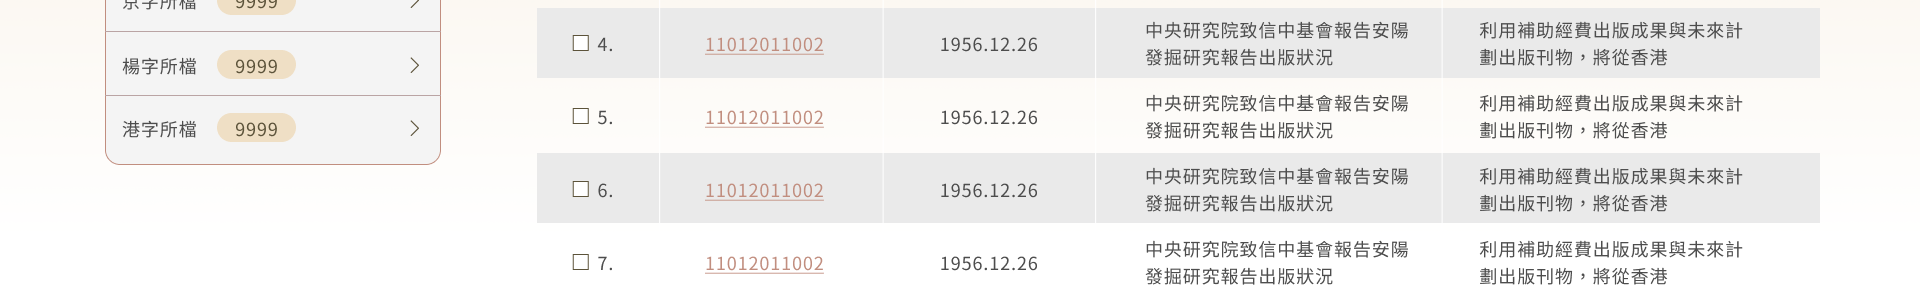 京字所檔 9999
楊字所檔 9999
港字所檔 9999
4. 11012011002 1956.12.26 中央研究院致信中基會報告安陽 利用補助經費出版成果與未來計
發掘研究報告出版狀況 劃出版刊物,將從香港
5. 11012011002 1956.12.26 中央研究院致信中基會報告安陽 利用補助經費出版成果與未來計
發掘研究報告出版狀況 劃出版刊物,將從香港
6. 11012011002 1956.12.26 中央研究院致信中基會報告安陽 利用補助經費出版成果與未來計
發掘研究報告出版狀況 劃出版刊物,將從香港
7. 11012011002 1956.12.26 中央研究院致信中基會報告安陽 利用補助經費出版成果與未來計
發掘研究報告出版狀況 劃出版刊物,將從香港